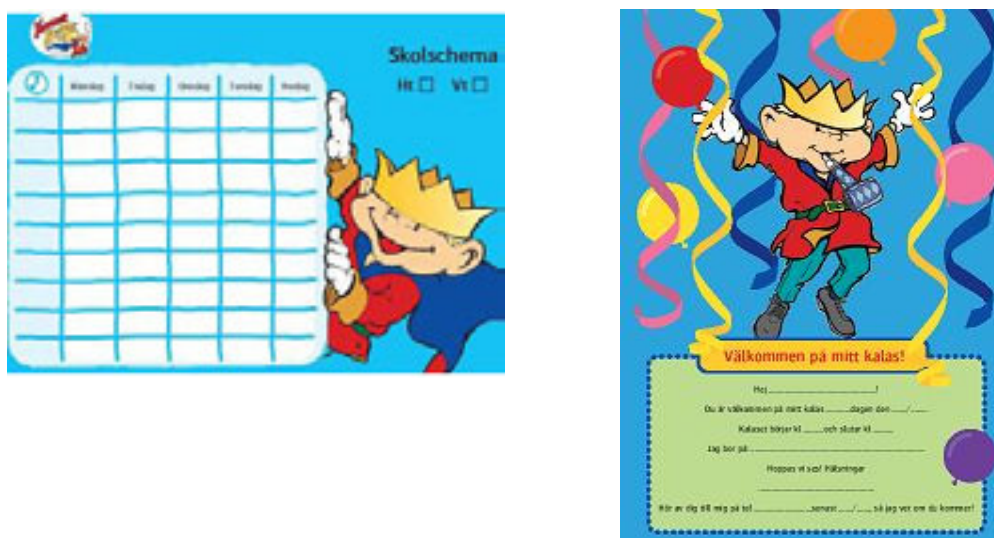 Skolschema
Ht Vt
Måndag Tisdag Onsdag Torsdag Fredag
Välkommen på mitt kalas!
Hej !
Du är välkommen på mitt kalas dagen den /
Kalaset börjar kl och slutar kl
Jag bor på
Hoppas vi ses! Hälsningar
Hör av dig till mig på tel senast / så jag vet om du kommer!